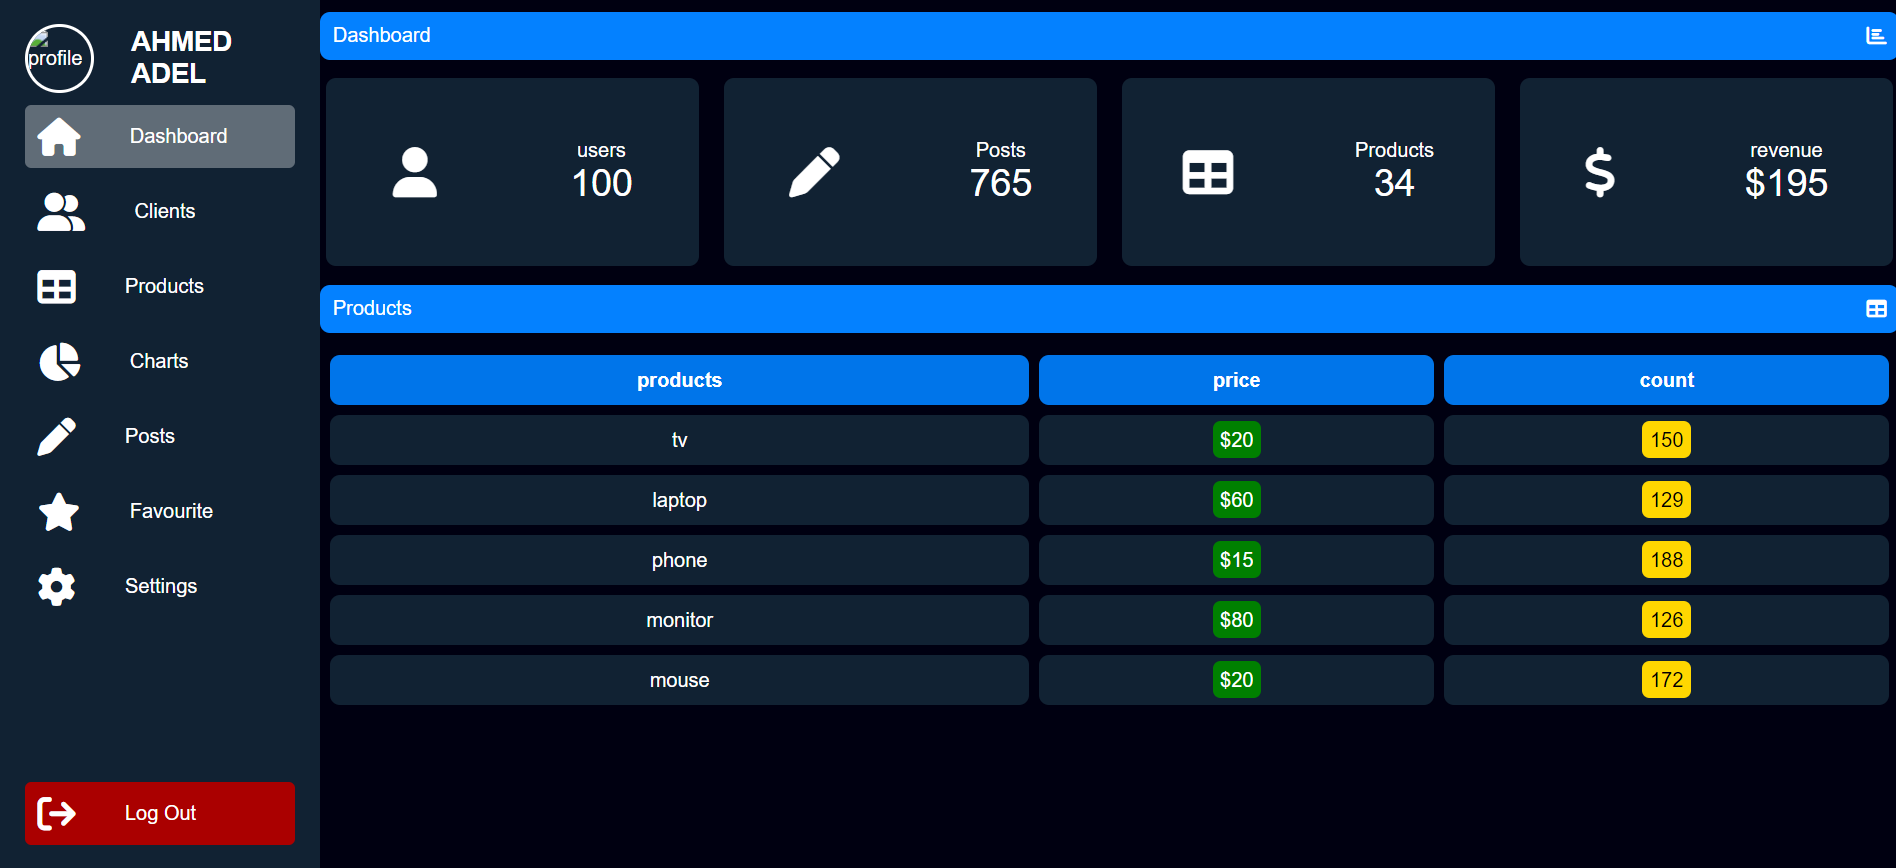 profile
AHMED
ADEL
Dashboard
Clients
Products
Charts
Posts
Favourite
Settings
Log Out
Dashboard
users
100
Posts
765
Products
34
revenue
$195
Products
products price count
tv $20 150
laptop $60 129
phone $15 188
monitor $80 126
mouse $20 172